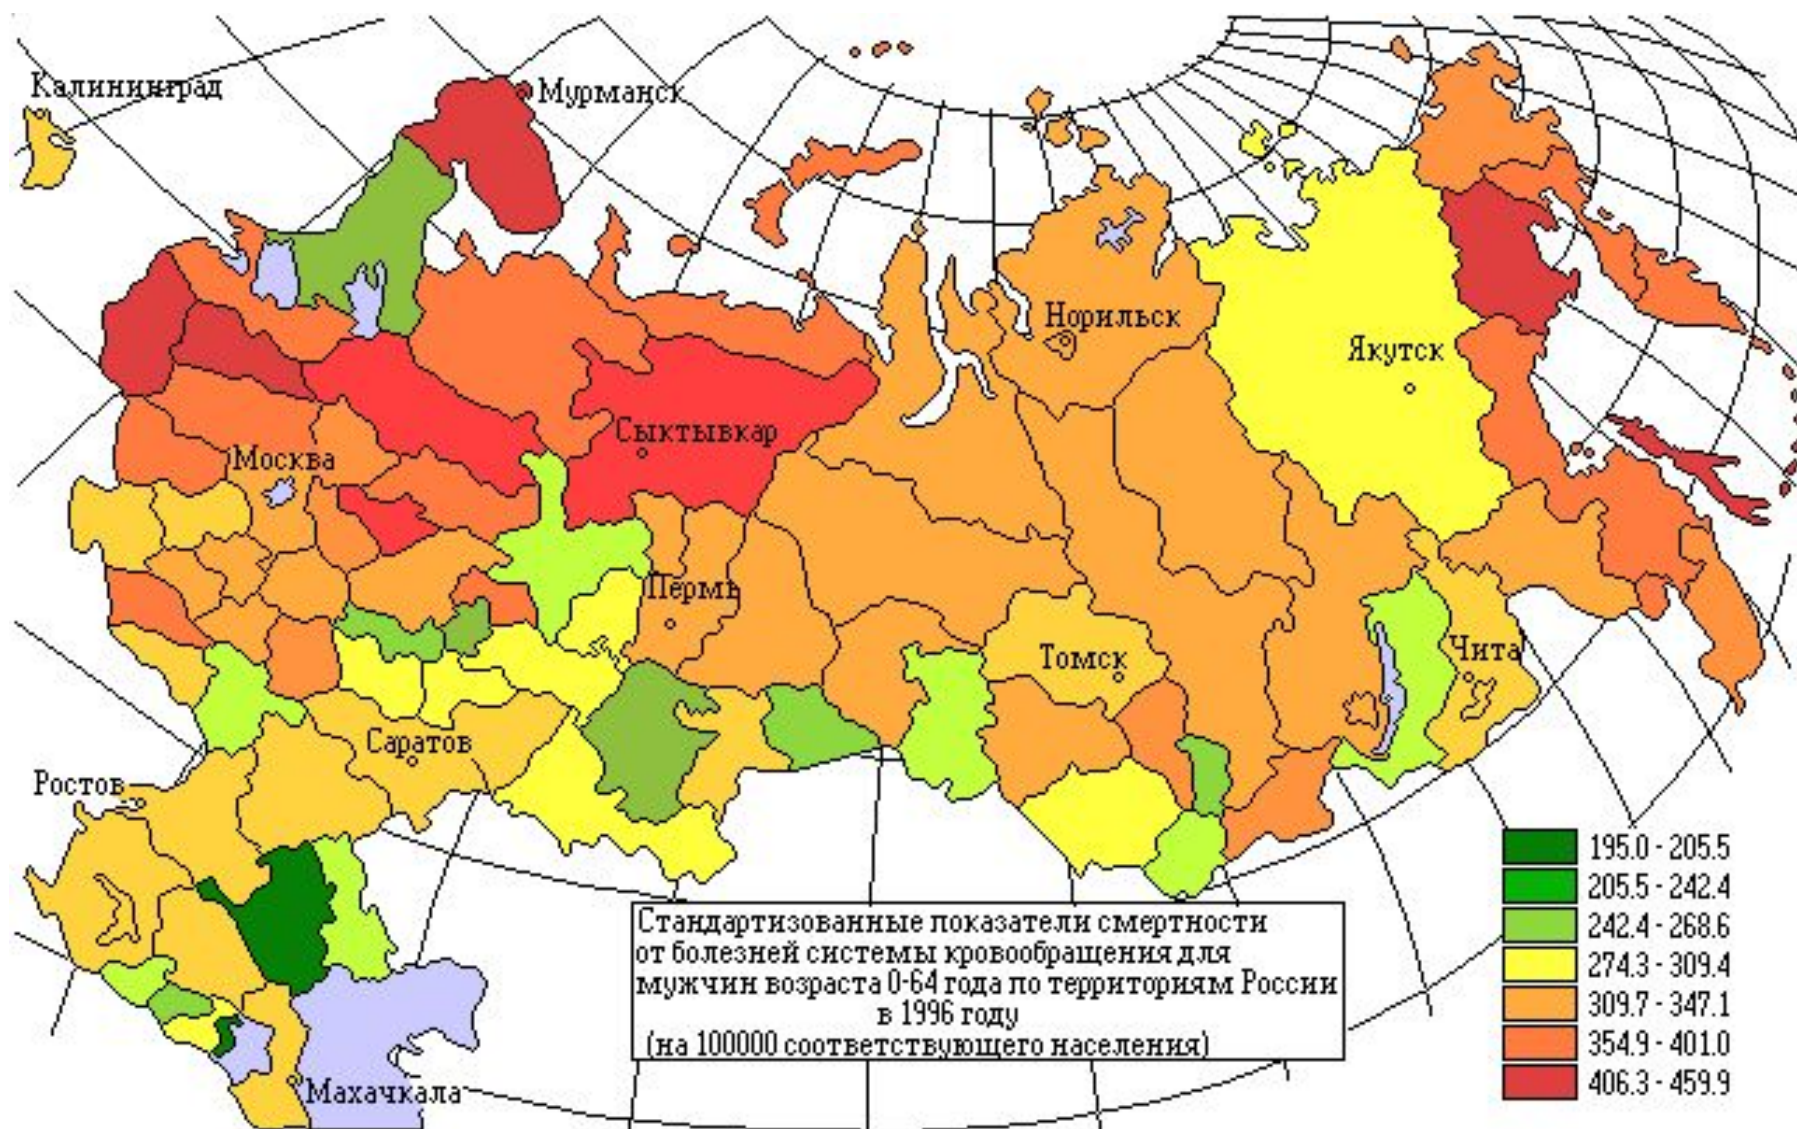 Калининград
Мурманск
Норильск
Якутск
Сыктывкар
Москва
Пермь
Томск
Чита
Саратов
Ростов
Махачкала
Стандартизованные показатели смертности
от болезней системы кровообращения для
мужчин возраста 0-64 года по территориям России
в 1996 году
(на 100000 соответствующего населения)
195.0 - 205.5
205.5 - 242.4
242.4 - 268.6
274.3 - 309.4
309.7 - 347.1
354.9 - 401.0
406.3 - 459.9